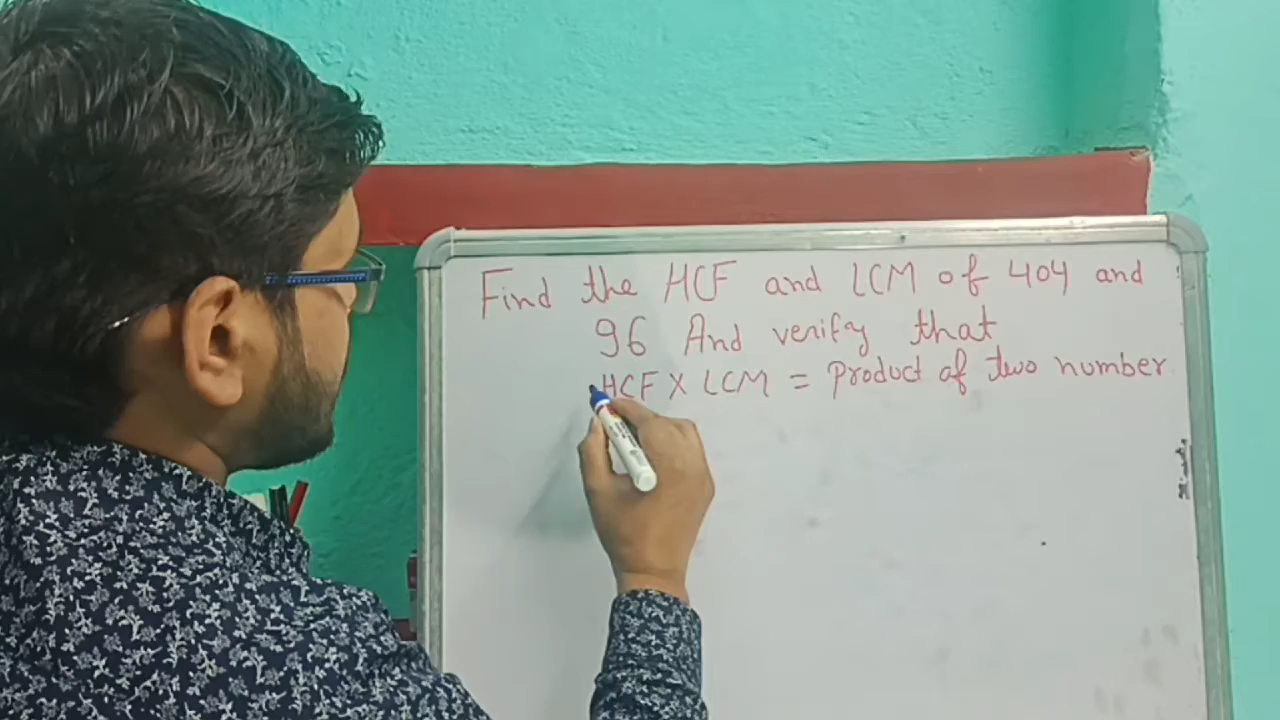 Find the HCF and LCM of 404 and
96 And verify that
HCF X LCM = Product of two number